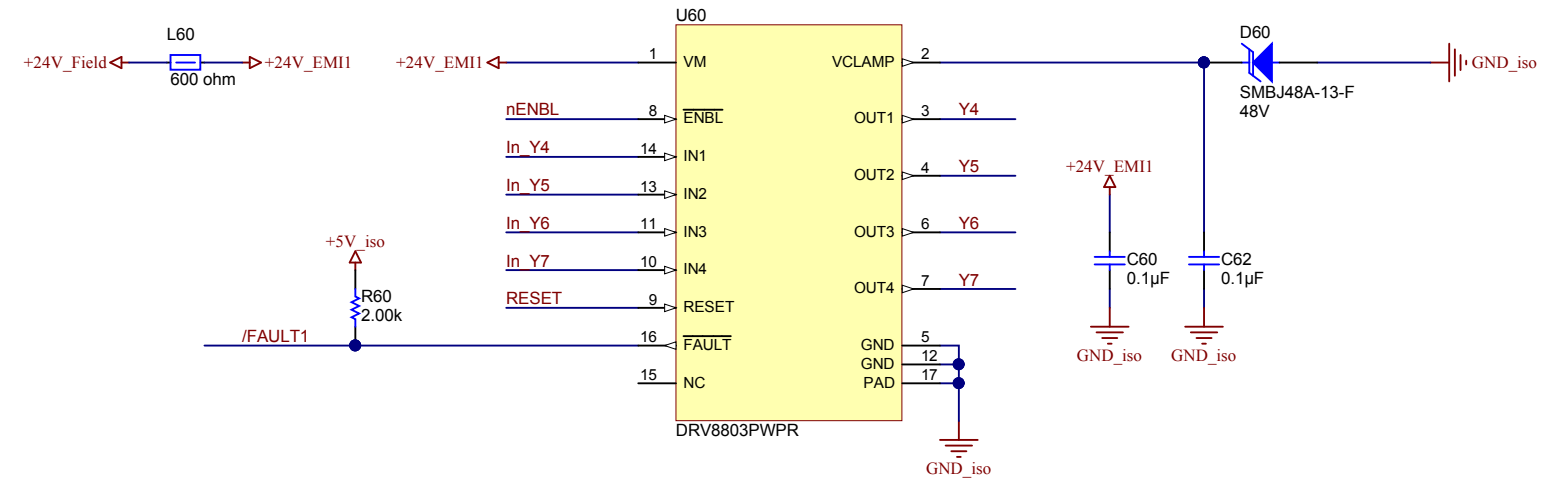 U60
L60
D60
+24V_Field
+24V_EMI1
600 ohm
+24V_EMI1
1
VM
VCLAMP
2
GND_iso
SMBJ48A-13-F
48V
nENBL
8
ENBL
OUT1
3
Y4
In_Y4
14
IN1
+24V_EMI1
OUT2
4
Y5
In_Y5
13
IN2
In_Y6
11
IN3
OUT3
6
Y6
+5V_iso
In_Y7
10
IN4
C60
0.1µF
C62
0.1µF
OUT4
7
Y7
R60
2.00k
RESET
9
RESET
/FAULT1
16
FAULT
GND
5
GND
12
GND_iso
GND_iso
15
NC
PAD
17
DRV8803PWPR
GND_iso